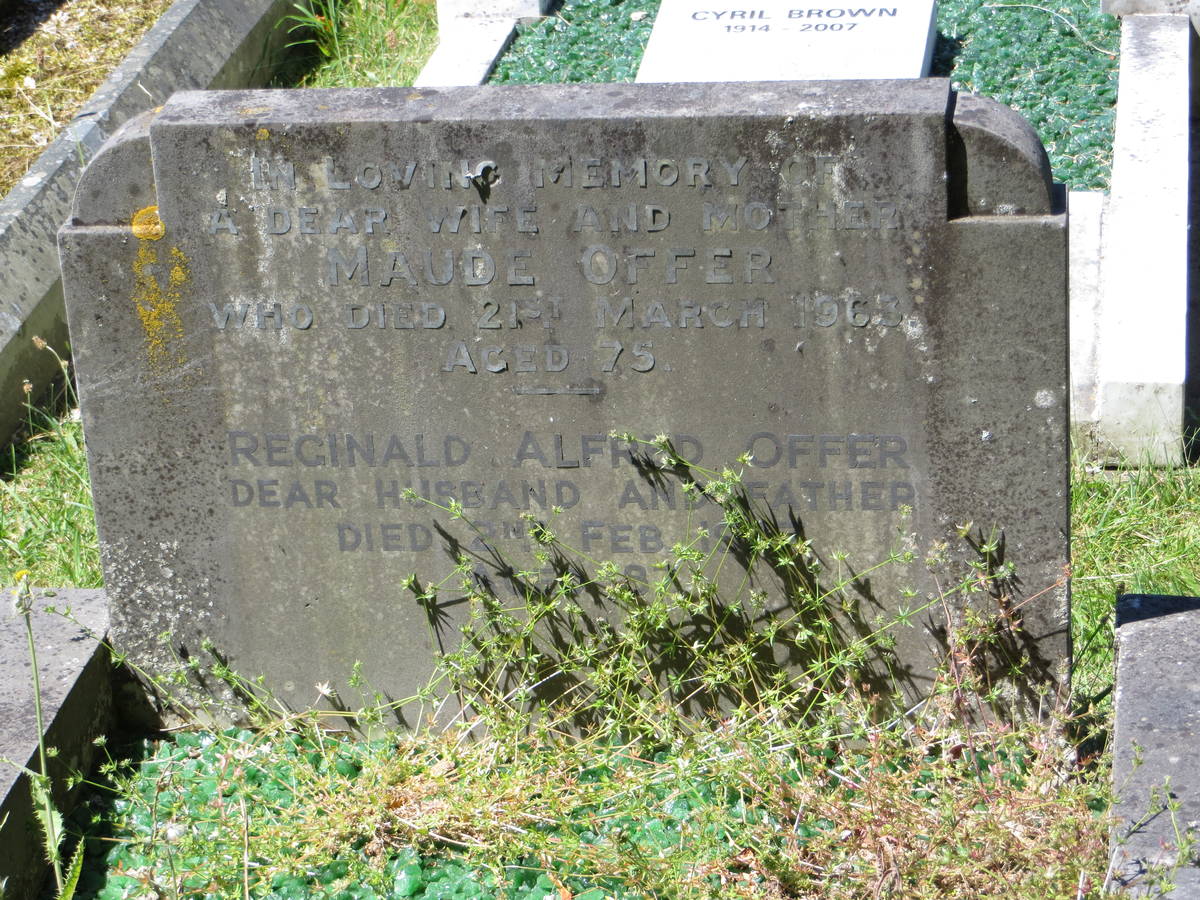 CYRIL BROWN
1914 - 2007
IN LOVING MEMORY OF
A DEAR WIFE AND MOTHER
MAUDE OFFER
WHO DIED 21ST MARCH 1963
AGED 75.
REGINALD ALFRED OFFER
DEAR HUSBAND AND FATHER
DIED FEB.